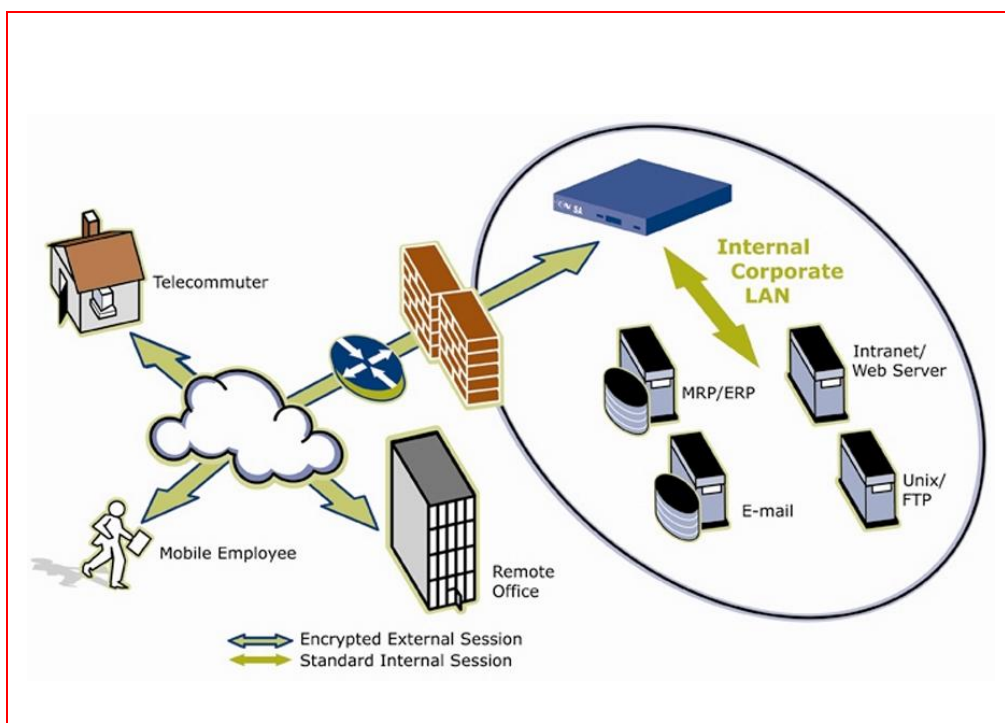 Internal
Corporate
LAN
Telecommuter
Intranet/
Web Server
MRP/ERP
Unix/
FTP
E-mail
Mobile Employee
Remote
Office
Encrypted External Session
Standard Internal Session